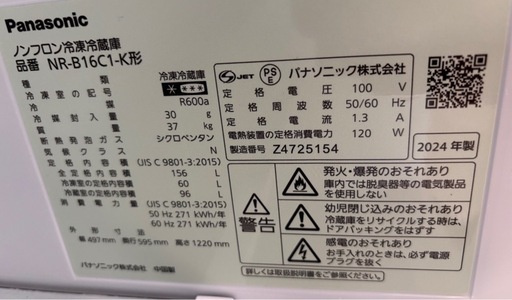 Panasonic
ノンフロン冷凍冷蔵庫
品番 NR-B16C1-K形
種類 冷凍冷蔵庫
冷凍室の記号 * ***
冷媒 R600a
冷媒封入量 30 g
質量 37 kg
断熱発泡ガス シクロペンタン
気候クラス N
定格内容積 (JIS C 9801-3:2015)
全定格内容積 156 L
冷凍室の定格内容積 60 L
冷蔵室の定格内容積 96 L
消費電力量 (JIS C 9801-3:2015)
50 Hz 271 kWh/年
60 Hz 271 kWh/年
外形寸法
幅 497 mm 奥行 595 mm 高さ 1220 mm
パナソニック株式会社 中国製
S JET PSE パナソニック株式会社
定格電圧 100 V
定格周波数 50/60 Hz
定格電流 1.3 A
電熱装置の定格消費電力 120 W
製造番号 Z4725154
2024 年製
警告
発火・爆発のおそれあり
庫内では脱臭器等の電気製品
を使用しない
幼児閉じ込めのおそれあり
冷蔵庫をリサイクルする時は、
ドアパッキングをはずす
感電のおそれあり
お手入れのときは、必ず電源
プラグを抜く
詳しくは取扱説明書をご覧ください